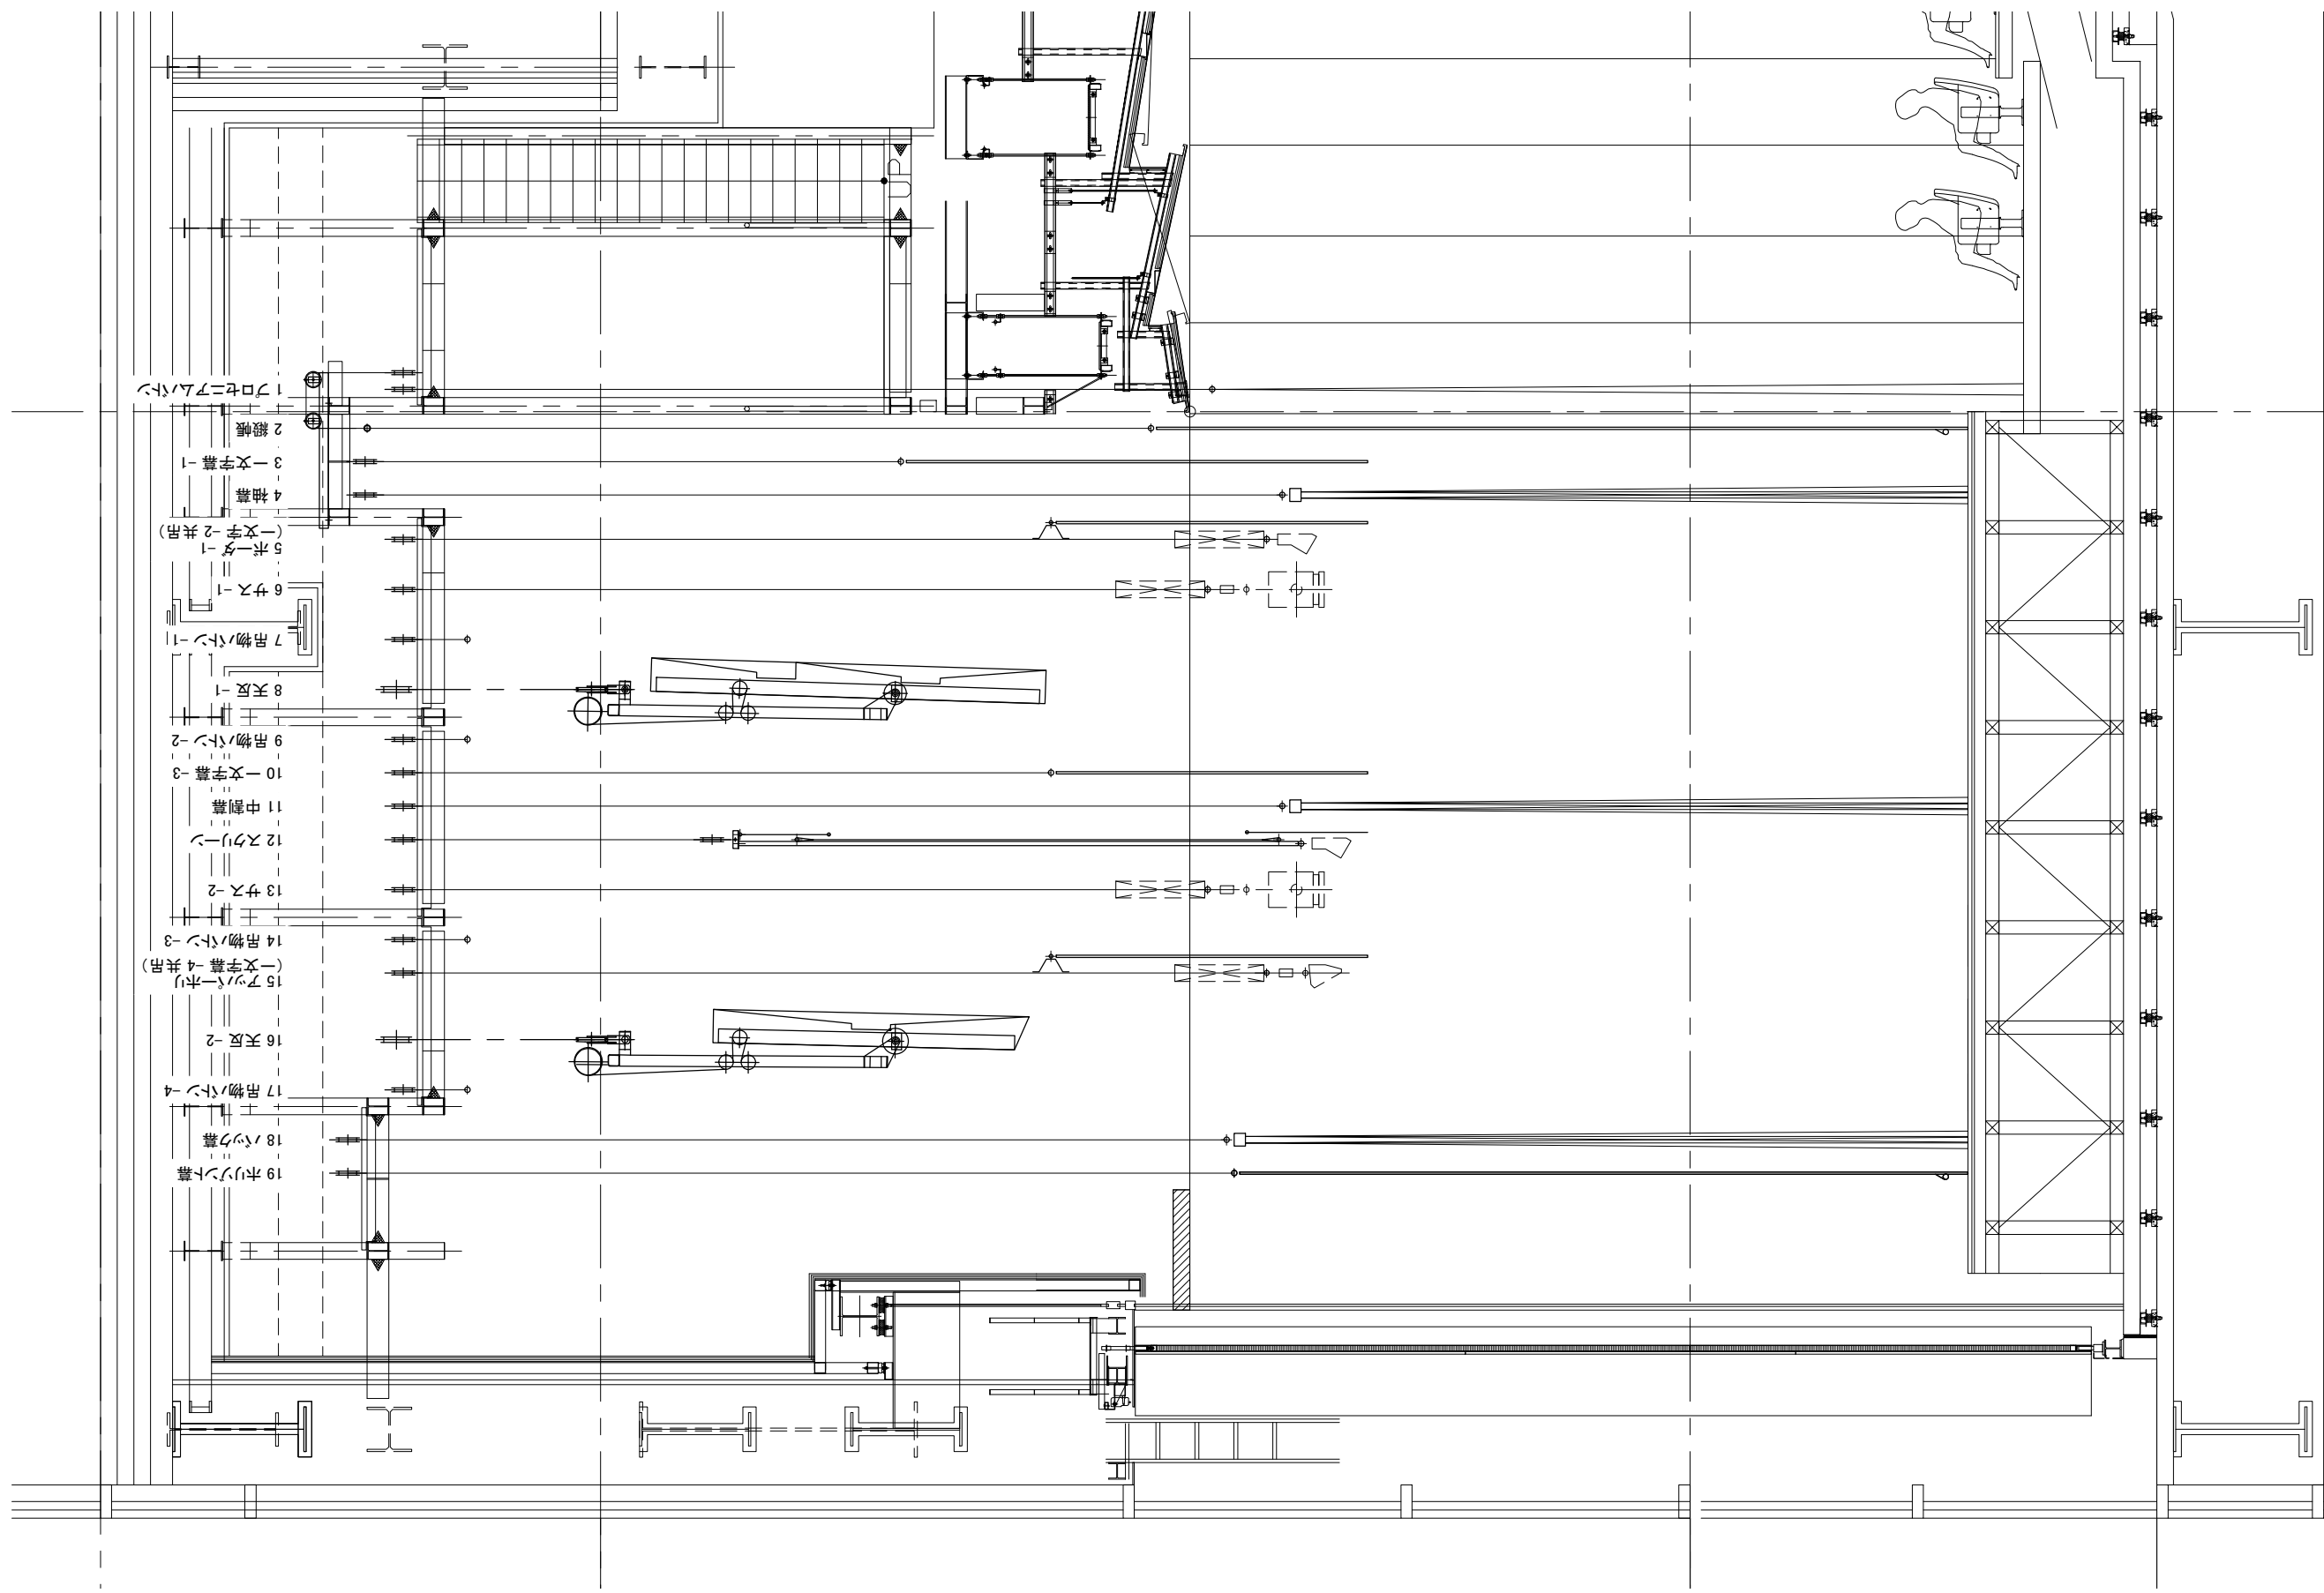 1 プロセニアムバトン
2 緞帳
3 一文字幕 -1
4 袖幕
5 ボーダ -1
(一文字 -2 共吊)
6 サス -1
7 吊物バトン -1
8 天反 -1
9 吊物バトン -2
10 一文字幕 -3
11 中割幕
12 スクリーン
13 サス -2
14 吊物バトン -3
15 アッパーホリ
(一文字幕 -4 共吊)
16 天反 -2
17 吊物バトン -4
18 バック幕
19 ホリゾント幕